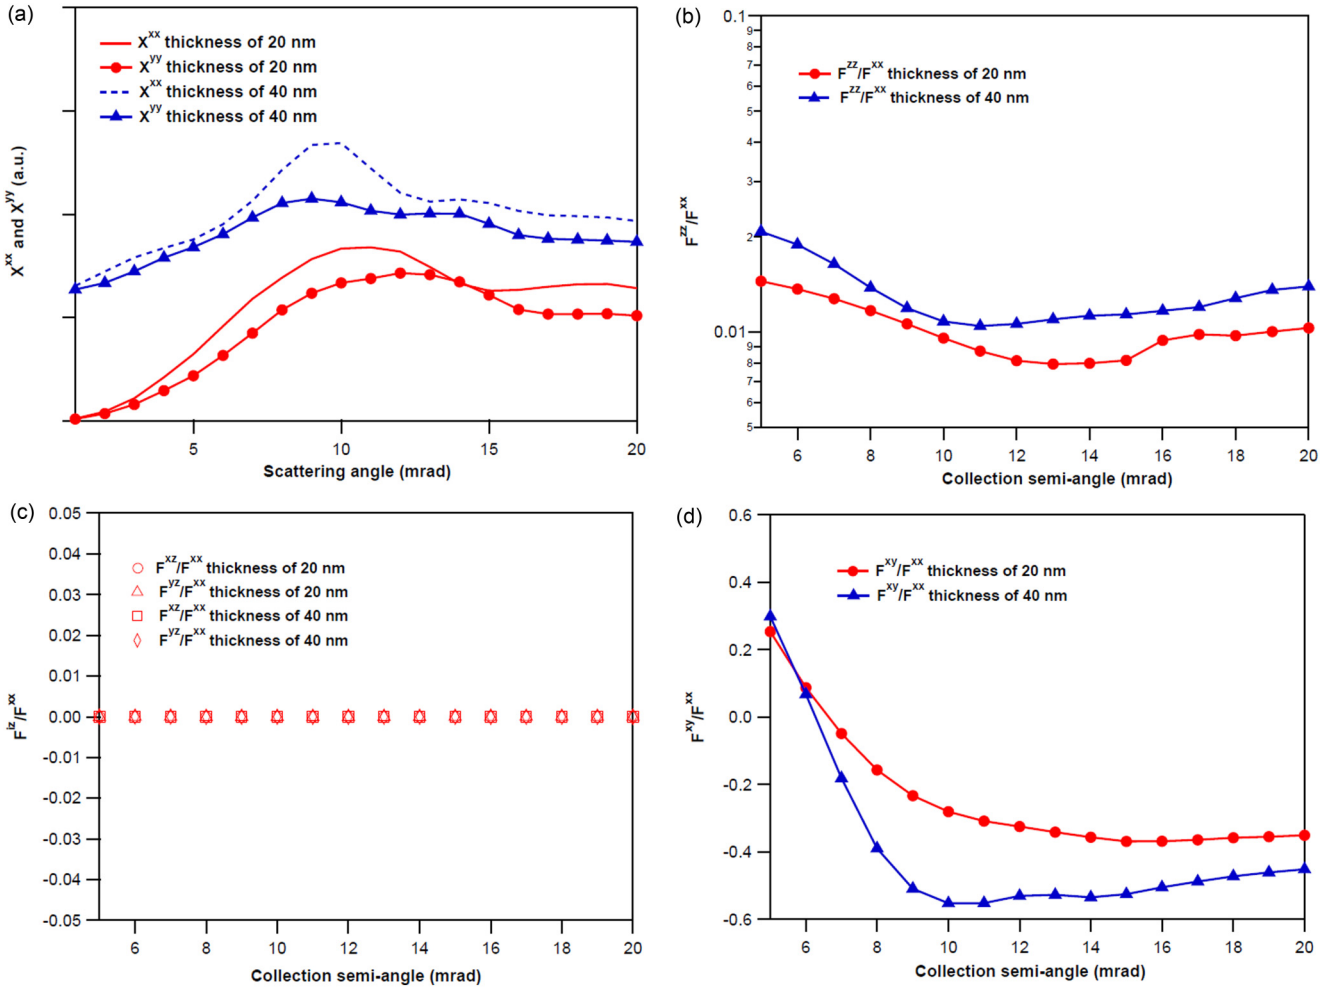 (a)
X^xx thickness of 20 nm
X^yy thickness of 20 nm
X^xx thickness of 40 nm
X^yy thickness of 40 nm
X^xx and X^yy (a.u.)
5 10 15 20
Scattering angle (mrad)
(b)
0.1
9
8
7
6
5
4
3
2
0.01
9
8
7
6
5
F^zz/F^xx thickness of 20 nm
F^zz/F^xx thickness of 40 nm
F^zz/F^xx
6 8 10 12 14 16 18 20
Collection semi-angle (mrad)
(c)
0.05
0.04
0.03
0.02
0.01
0.00
-0.01
-0.02
-0.03
-0.04
-0.05
F^xz/F^xx thickness of 20 nm
F^yz/F^xx thickness of 20 nm
F^xz/F^xx thickness of 40 nm
F^yz/F^xx thickness of 40 nm
F^iz/F^xx
6 8 10 12 14 16 18 20
Collection semi-angle (mrad)
(d)
0.6
0.4
0.2
0.0
-0.2
-0.4
-0.6
F^xy/F^xx thickness of 20 nm
F^xy/F^xx thickness of 40 nm
F^xy/F^xx
6 8 10 12 14 16 18 20
Collection semi-angle (mrad)